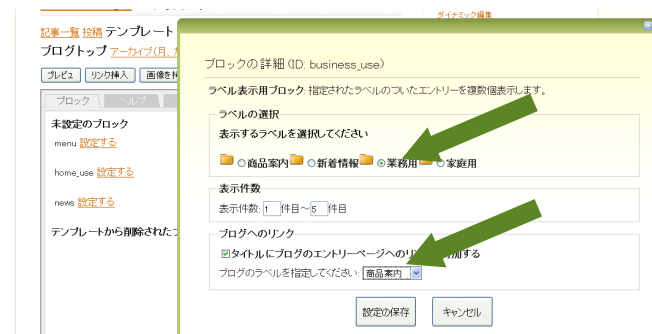 ダイナミック編集
記事一覧 投稿 テンプレート
ブログトップ アーカイブ(月、
プレビュ リンク挿入 画像を挿
ブロック ヘルプ
未設定のブロック
menu 設定する
home_use 設定する
news 設定する
テンプレートから削除された
ブロックの詳細(ID: business_use)
ラベル表示用ブロック: 指定されたラベルのついたエントリーを複数個表示します。
ラベルの選択
表示するラベルを選択してください
商品案内 新着情報 業務用 家庭用
表示件数
表示件数: 1 件目~5 件目
ブログへのリンク
タイトルにブログのエントリーページへのリ 加する
ブログのラベルを指定してください: 商品案内
設定の保存 キャンセル